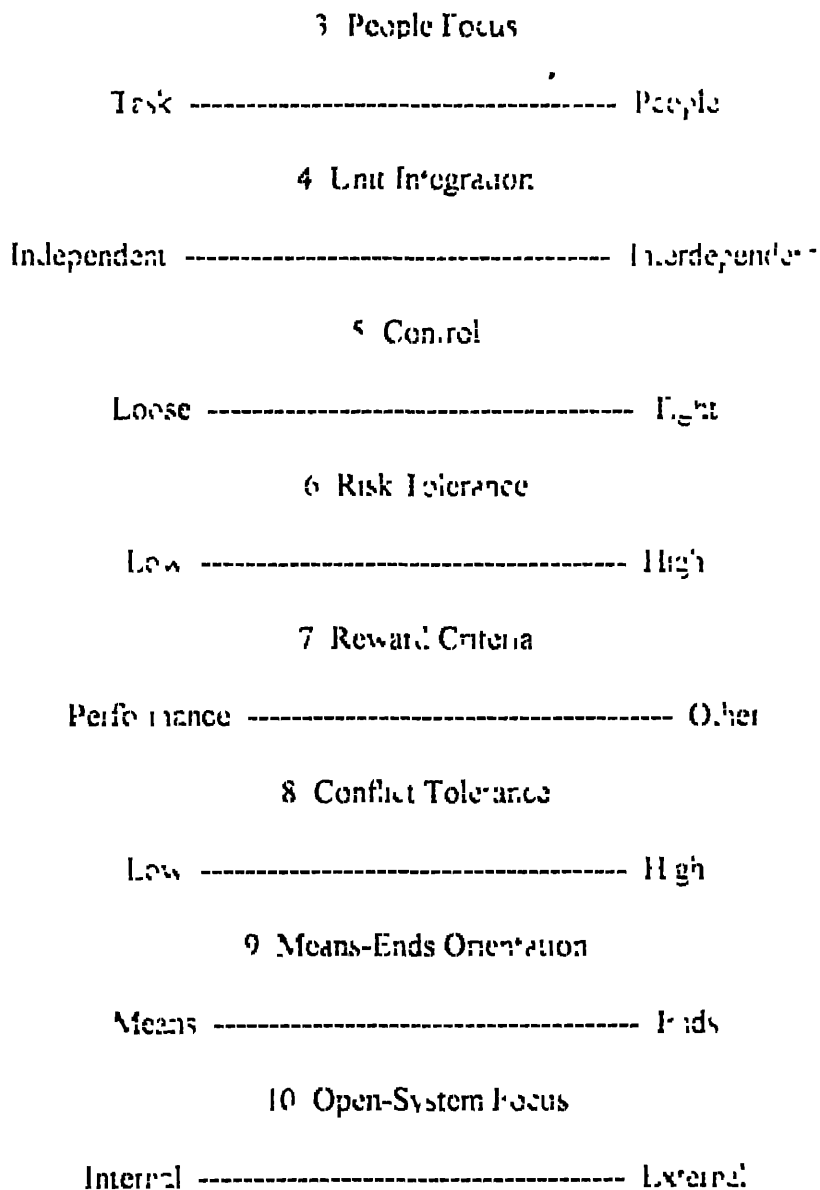 3 People Focus
Task ------------------------------------- People
4 Unit Integration
Independent -------------------------------------- Interdependent
5 Control
Loose ----------------------------------------- Tight
6 Risk Tolerance
Low -------------------------------------- High
7 Reward Criteria
Performance -------------------------------------- Other
8 Conflict Tolerance
Low -------------------------------------- High
9 Means-Ends Orientation
Means -------------------------------------- Ends
10 Open-System Focus
Internal -------------------------------------- External